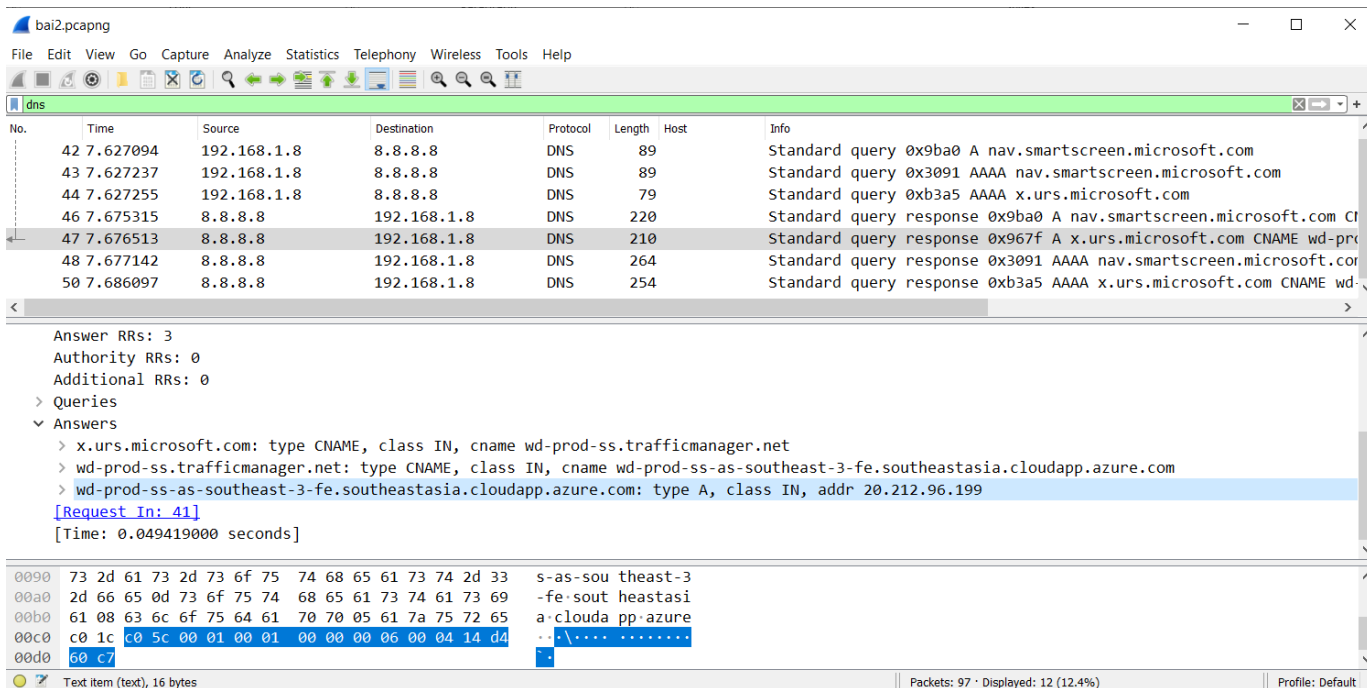 bai2.pcapng
File Edit View Go Capture Analyze Statistics Telephony Wireless Tools Help
dns
No. Time Source Destination Protocol Length Host Info
42 7.627094 192.168.1.8 8.8.8.8 DNS 89 Standard query 0x9ba0 A nav.smartscreen.microsoft.com
43 7.627237 192.168.1.8 8.8.8.8 DNS 89 Standard query 0x3091 AAAA nav.smartscreen.microsoft.com
44 7.627255 192.168.1.8 8.8.8.8 DNS 79 Standard query 0xb3a5 AAAA x.urs.microsoft.com
46 7.675315 8.8.8.8 192.168.1.8 DNS 220 Standard query response 0x9ba0 A nav.smartscreen.microsoft.com
47 7.676513 8.8.8.8 192.168.1.8 DNS 210 Standard query response 0x967f A x.urs.microsoft.com CNAME wd-pro
48 7.677142 8.8.8.8 192.168.1.8 DNS 264 Standard query response 0x3091 AAAA nav.smartscreen.microsoft.co
50 7.686097 8.8.8.8 192.168.1.8 DNS 254 Standard query response 0xb3a5 AAAA x.urs.microsoft.com CNAME wd-
Answer RRs: 3
Authority RRs: 0
Additional RRs: 0
> Queries
Answers
> x.urs.microsoft.com: type CNAME, class IN, cname wd-prod-ss.trafficmanager.net
> wd-prod-ss.trafficmanager.net: type CNAME, class IN, cname wd-prod-ss-as-southeast-3-fe.southeastasia.cloudapp.azure.com
> wd-prod-ss-as-southeast-3-fe.southeastasia.cloudapp.azure.com: type A, class IN, addr 20.212.96.199
[Request In: 41]
[Time: 0.049419000 seconds]
0090 73 2d 61 73 2d 73 6f 75 74 68 65 61 73 74 2d 33 s-as-sou theast-3
00a0 2d 66 65 0d 73 6f 75 74 68 65 61 73 74 61 73 69 -fe·sout heastasi
00b0 61 08 63 6c 6f 75 64 61 70 70 05 61 7a 75 72 65 a·clouda pp·azure
00c0 c0 1c c0 5c 00 01 00 01 00 00 00 06 00 04 14 d4 ···\···· ········
00d0 60 c7 `·
Text item (text), 16 bytes Packets: 97 · Displayed: 12 (12.4%) Profile: Default